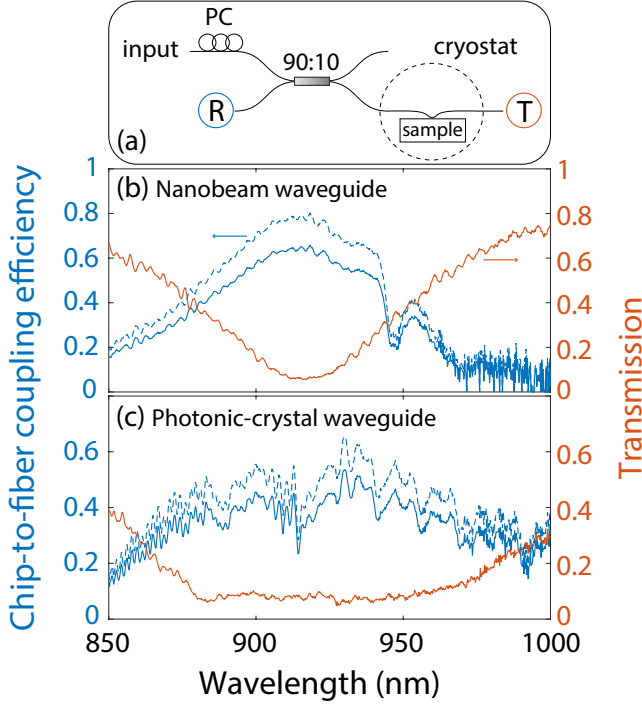 PC
input
90:10
cryostat
R
T
sample
(a)
Chip-to-fiber coupling efficiency
Transmission
(b) Nanobeam waveguide
1
0.8
0.6
0.4
0.2
0
1
0.8
0.6
0.4
0.2
0
(c) Photonic-crystal waveguide
0.6
0.4
0.2
0
0.6
0.4
0.2
0
850
900
950
1000
Wavelength (nm)